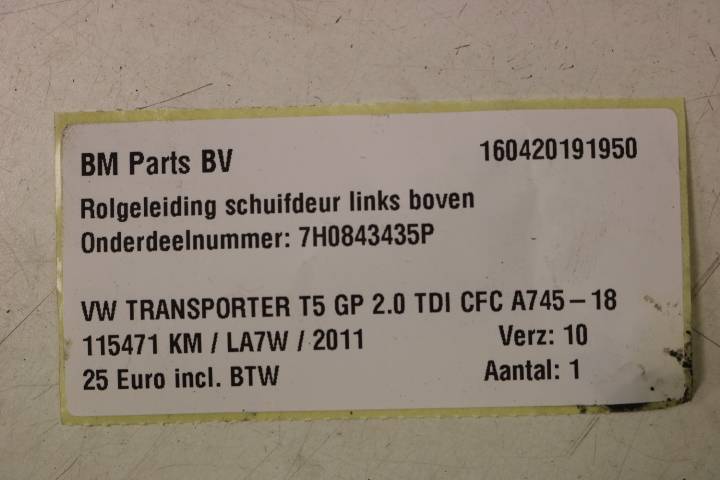 BM Parts BV 160420191950
Rolgeleiding schuifdeur links boven
Onderdeelnummer: 7H0843435P
VW TRANSPORTER T5 GP 2.0 TDI CFC A745-18
115471 KM / LA7W / 2011 Verz: 10
25 Euro incl. BTW Aantal: 1